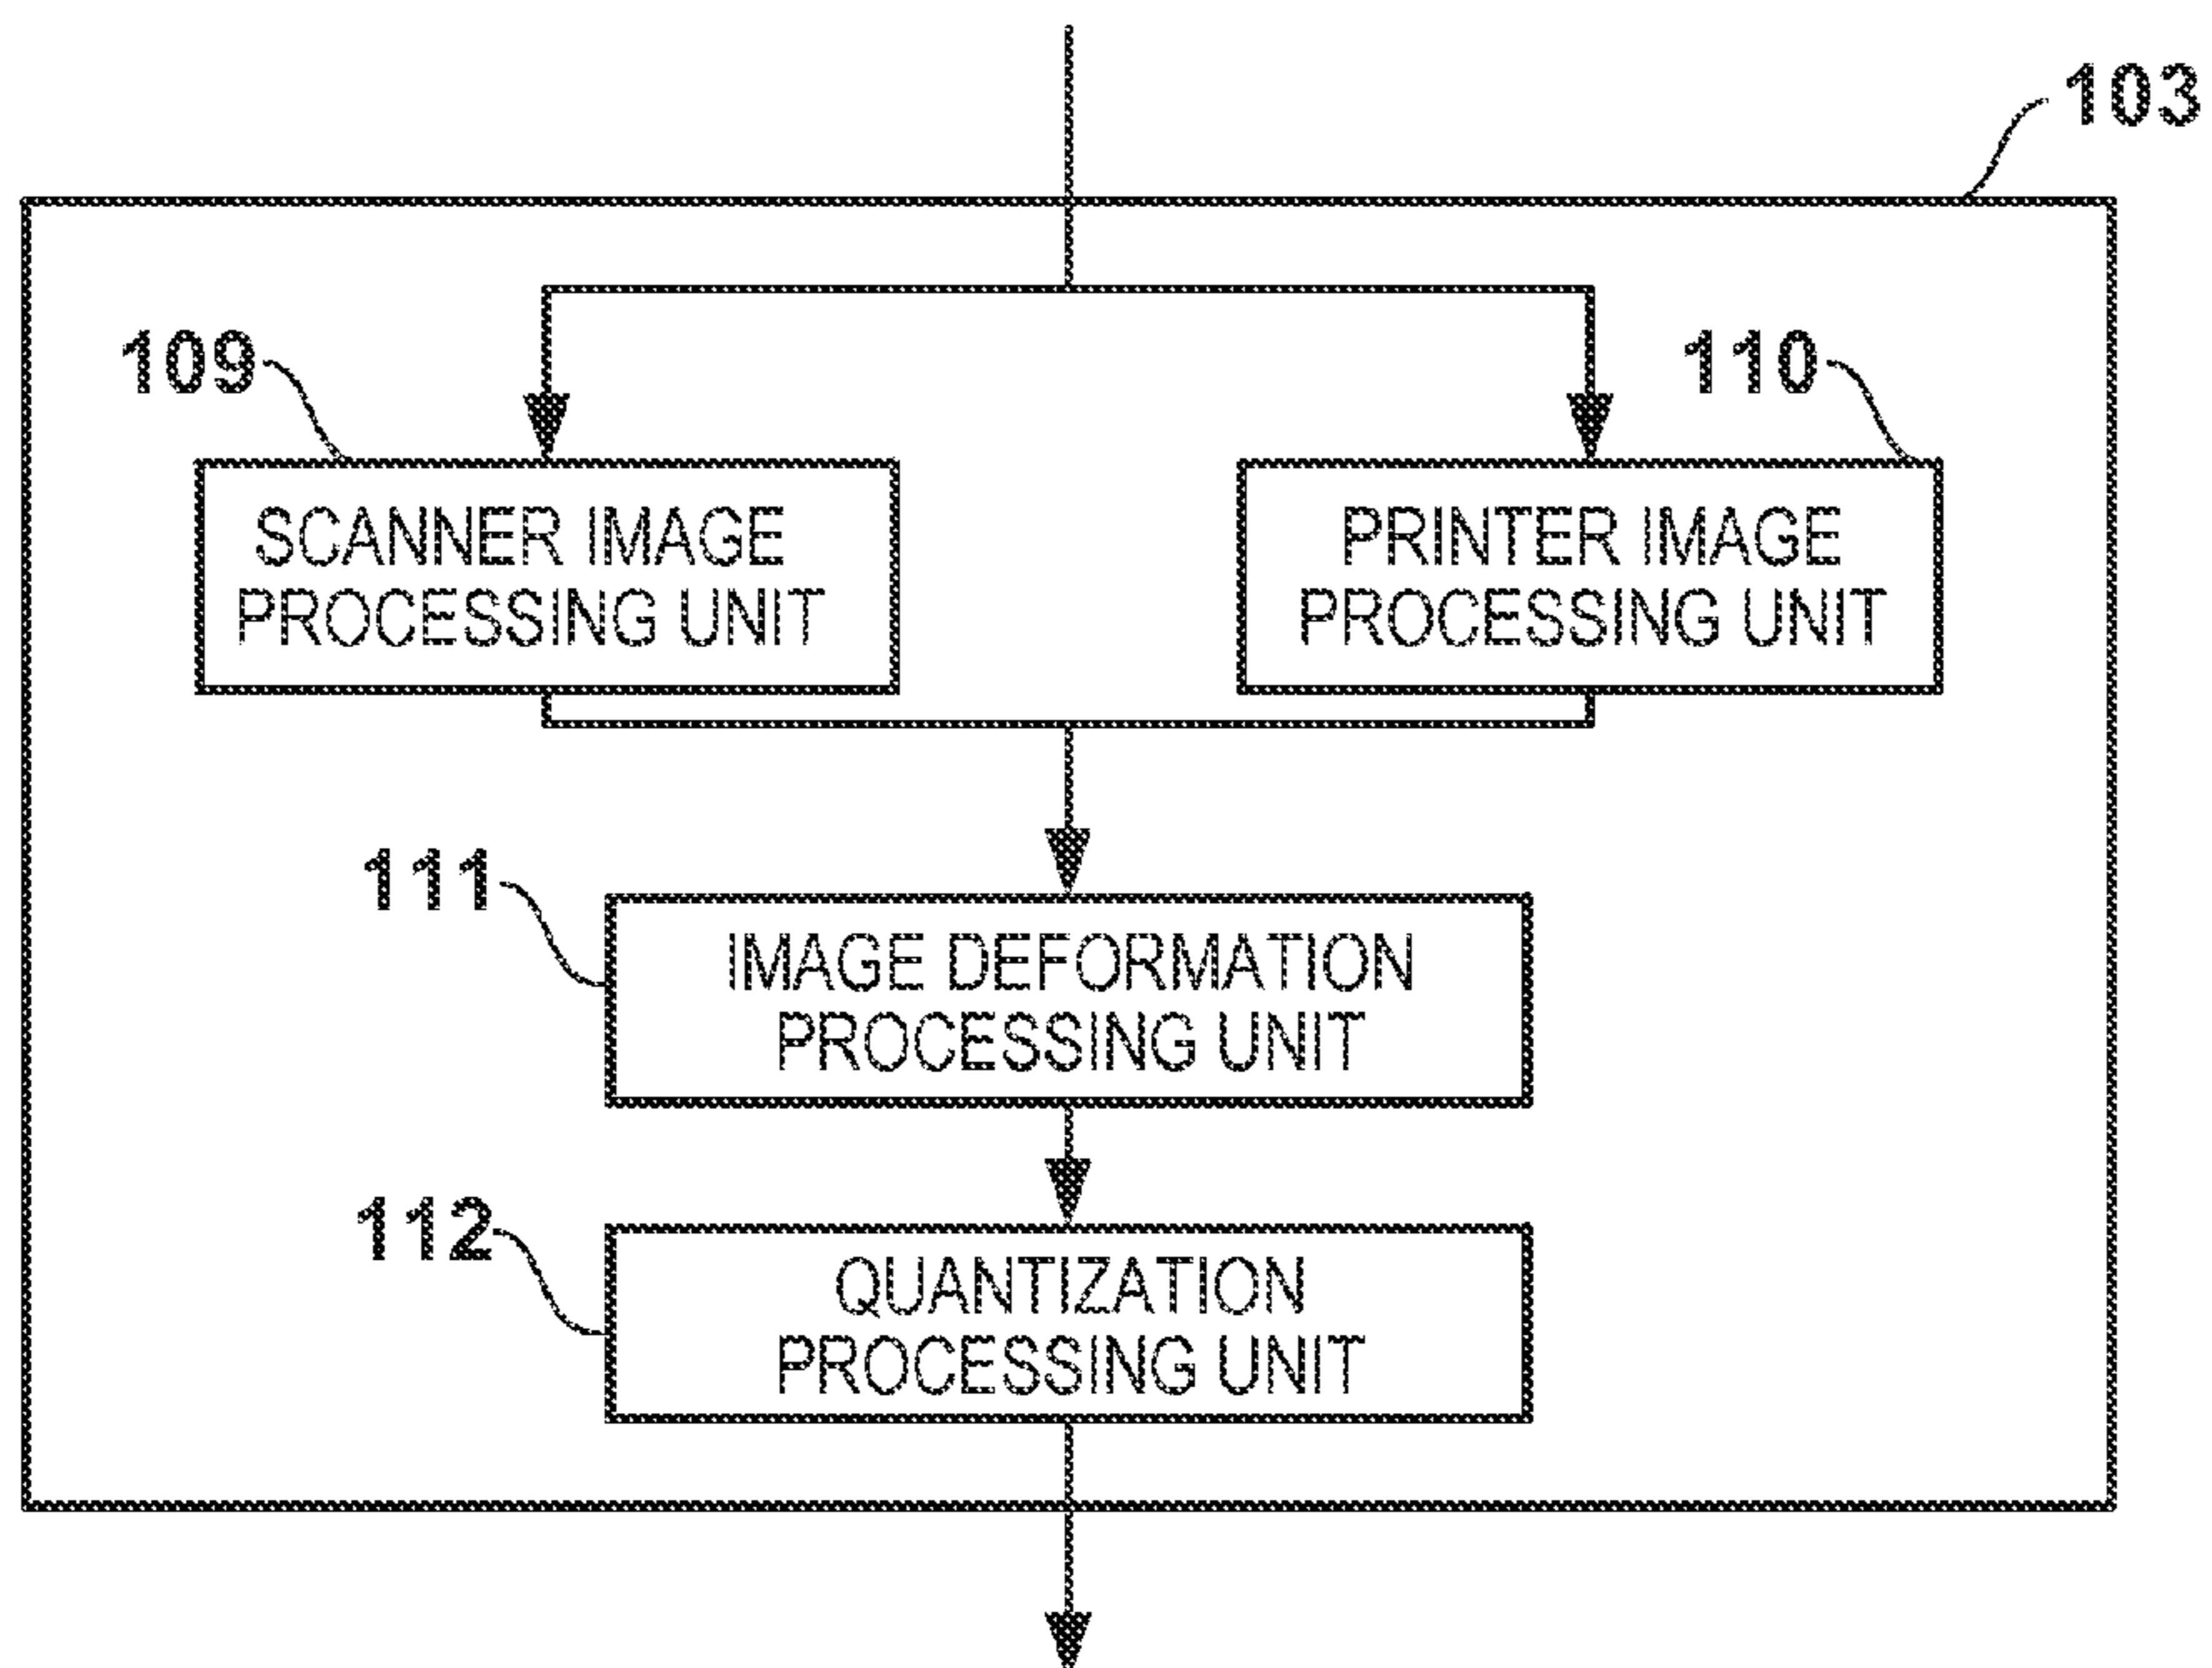 103
109
110
SCANNER IMAGE
PROCESSING UNIT
PRINTER IMAGE
PROCESSING UNIT
111
IMAGE DEFORMATION
PROCESSING UNIT
112
QUANTIZATION
PROCESSING UNIT